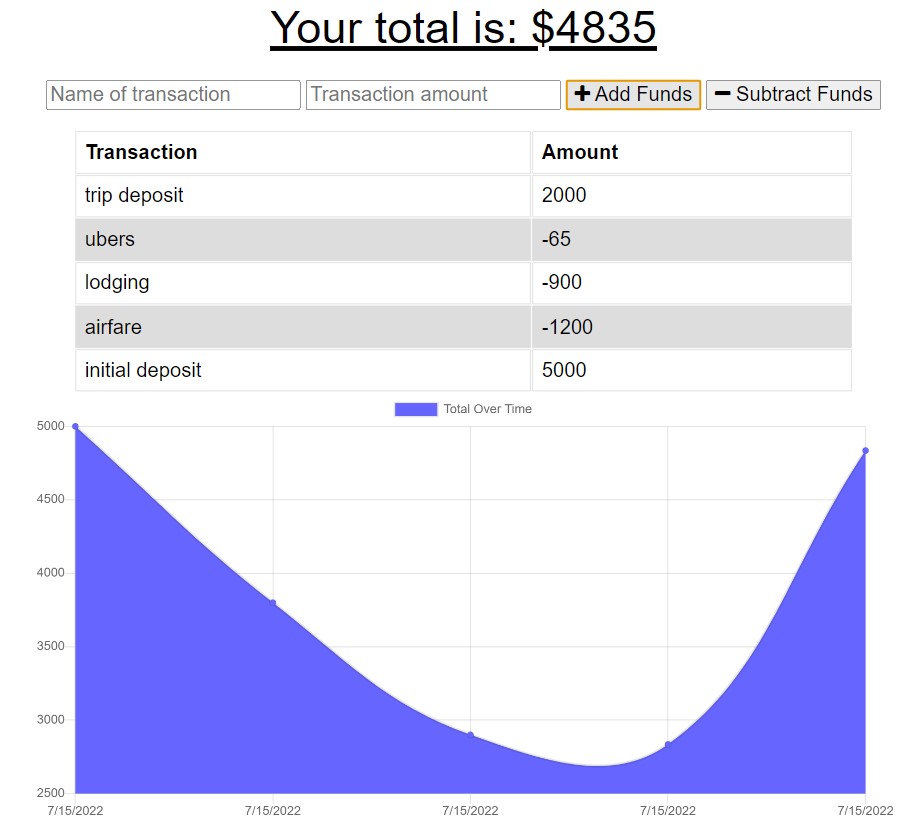 Your total is: $4835
Name of transaction Transaction amount Add Funds Subtract Funds
Transaction Amount
trip deposit 2000
ubers -65
lodging -900
airfare -1200
initial deposit 5000
Total Over Time
5000
4500
4000
3500
3000
2500
7/15/2022 7/15/2022 7/15/2022 7/15/2022 7/15/2022